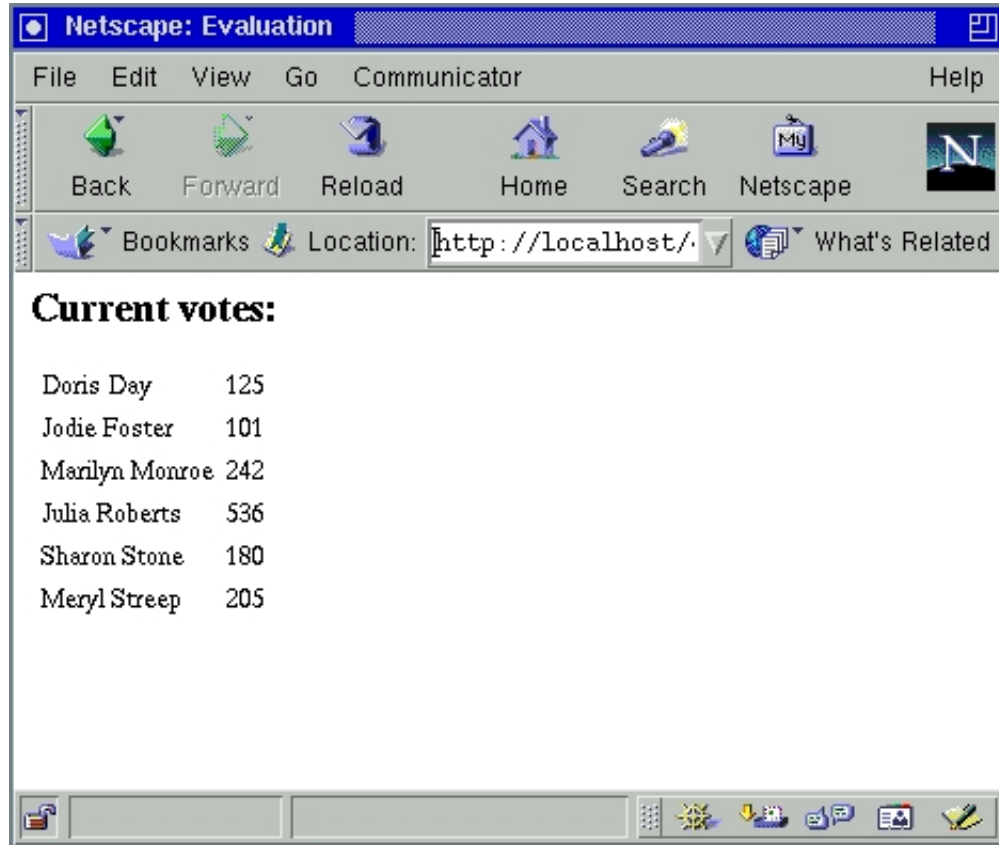 Netscape: Evaluation
File Edit View Go Communicator Help
My N
Back Forward Reload Home Search Netscape
Bookmarks Location: http://localhost/ What's Related
Current votes:
Doris Day 125
Jodie Foster 101
Marilyn Monroe 242
Julia Roberts 536
Sharon Stone 180
Meryl Streep 205